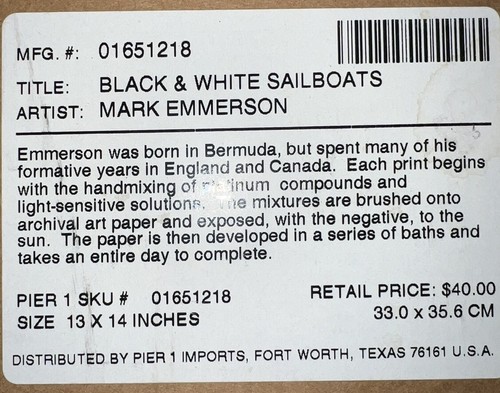 MFG. #: 01651218
TITLE: BLACK & WHITE SAILBOATS
ARTIST: MARK EMMERSON
Emmerson was born in Bermuda, but spent many of his
formative years in England and Canada. Each print begins
with the handmixing of platinum compounds and
light-sensitive solutions. The mixtures are brushed onto
archival art paper and exposed, with the negative, to the
sun. The paper is then developed in a series of baths and
takes an entire day to complete.
PIER 1 SKU # 01651218 RETAIL PRICE: $40.00
SIZE 13 X 14 INCHES 33.0 x 35.6 CM
DISTRIBUTED BY PIER 1 IMPORTS, FORT WORTH, TEXAS 76161 U.S.A.